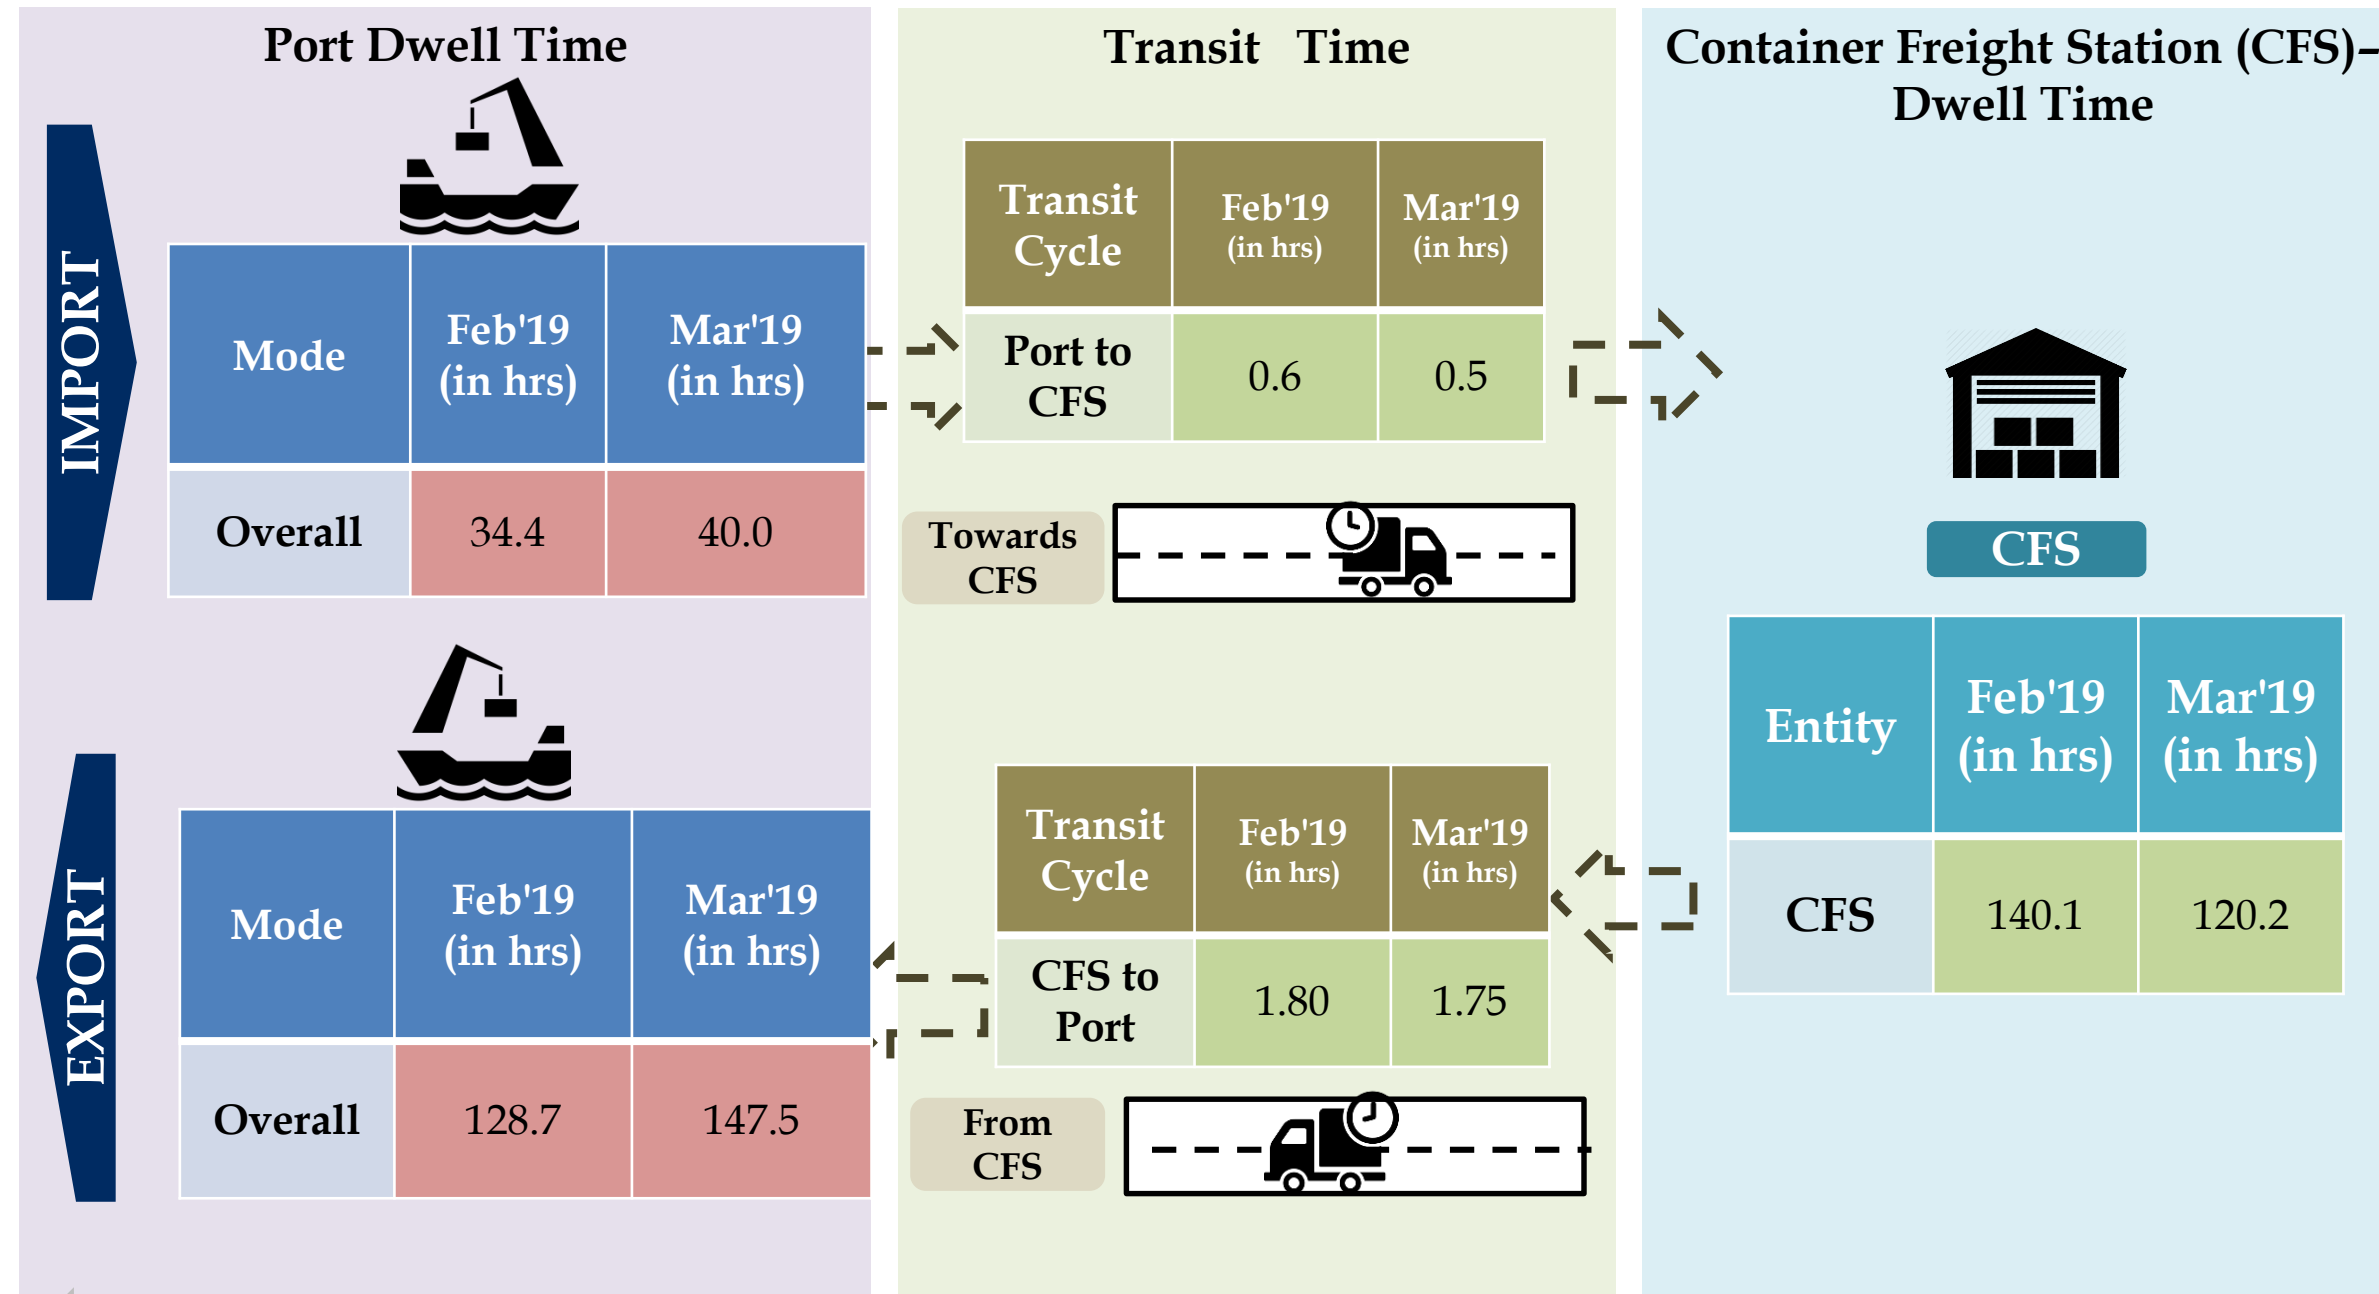 Port Dwell Time
IMPORT
Mode
Feb'19
(in hrs)
Mar'19
(in hrs)
Overall
34.4
40.0
EXPORT
Mode
Feb'19
(in hrs)
Mar'19
(in hrs)
Overall
128.7
147.5
Transit Time
Transit
Cycle
Feb'19
(in hrs)
Mar'19
(in hrs)
Port to
CFS
0.6
0.5
Towards
CFS
Transit
Cycle
Feb'19
(in hrs)
Mar'19
(in hrs)
CFS to
Port
1.80
1.75
From
CFS
Container Freight Station (CFS)–
Dwell Time
CFS
Entity
Feb'19
(in hrs)
Mar'19
(in hrs)
CFS
140.1
120.2